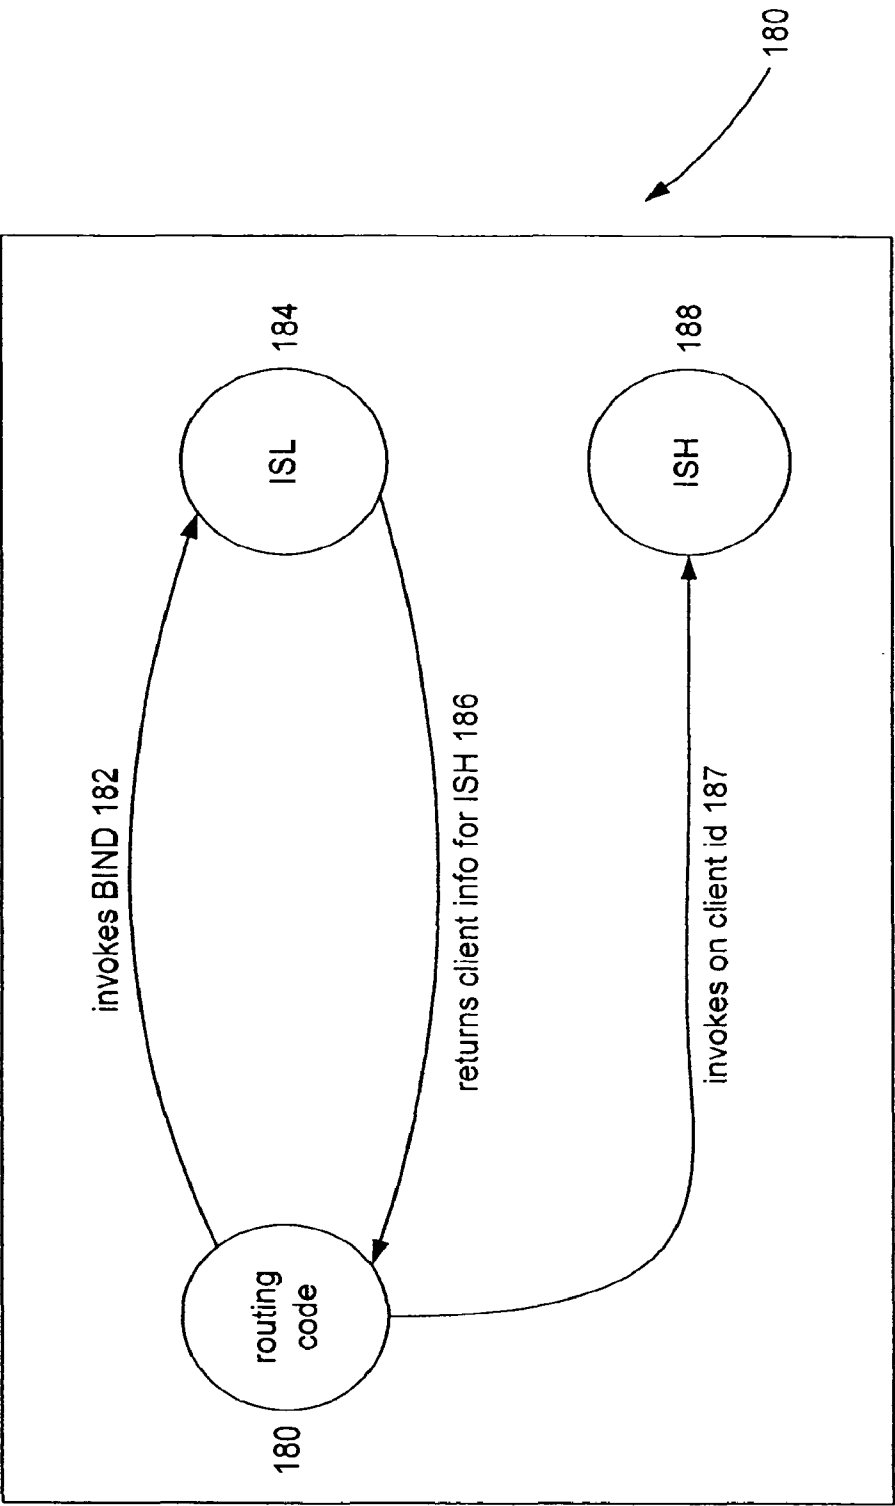 180
invokes BIND 182
184
ISL
routing
code
180
returns client info for ISH 186
188
ISH
invokes on client id 187